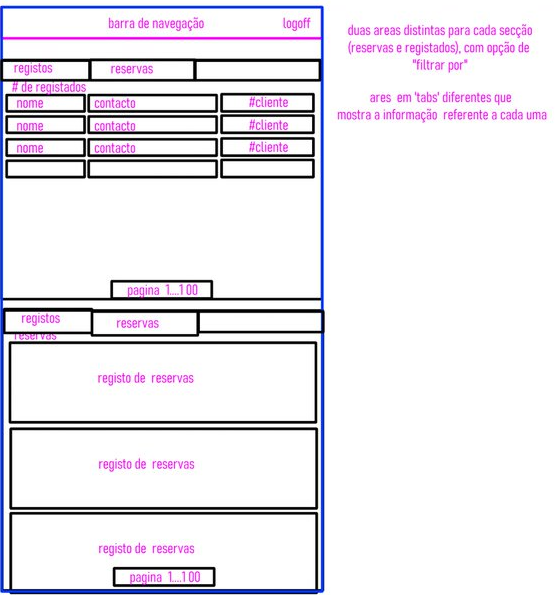 barra de navegação
logoff
registos
reservas
# de registados
nome
contacto
#cliente
nome
contacto
#cliente
nome
contacto
#cliente
pagina 1....100
registos
reservas
reservas
registo de reservas
registo de reservas
registo de reservas
pagina 1....100
duas areas distintas para cada secção
(reservas e registados), com opção de
"filtrar por"
ares em 'tabs' diferentes que
mostra a informação referente a cada uma